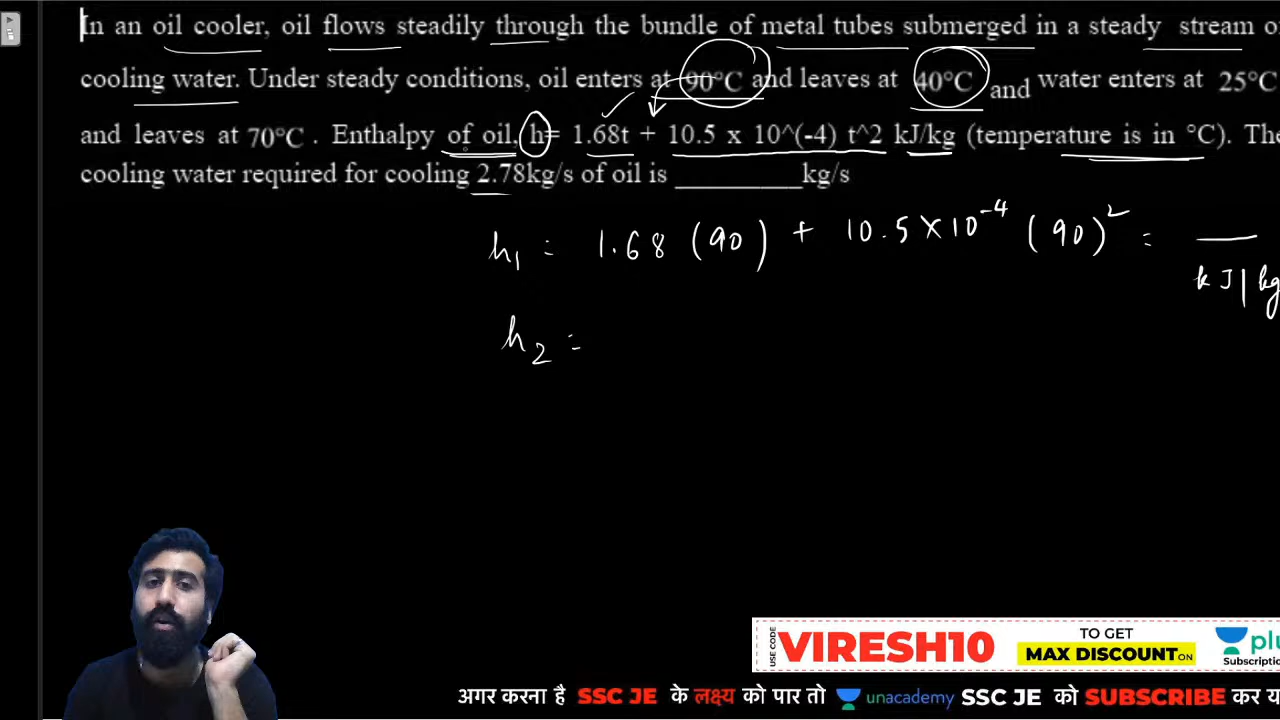 In an oil cooler, oil flows steadily through the bundle of metal tubes submerged in a steady stream of
cooling water. Under steady conditions, oil enters at 90°C and leaves at 40°C and water enters at 25°C
and leaves at 70°C . Enthalpy of oil, h= 1.68t + 10.5 x 10^(-4) t^2 kJ/kg (temperature is in °C). The
cooling water required for cooling 2.78kg/s of oil is __________kg/s
h₁ = 1.68 (90) + 10.5 × 10⁻⁴ (90)² = __ kJ/kg
h₂ =
USE CODE
VIRESH10
TO GET
MAX DISCOUNT ON
plu
Subscription
अगर करना है SSC JE के लक्ष्य को पार तो unacademy SSC JE को SUBSCRIBE कर